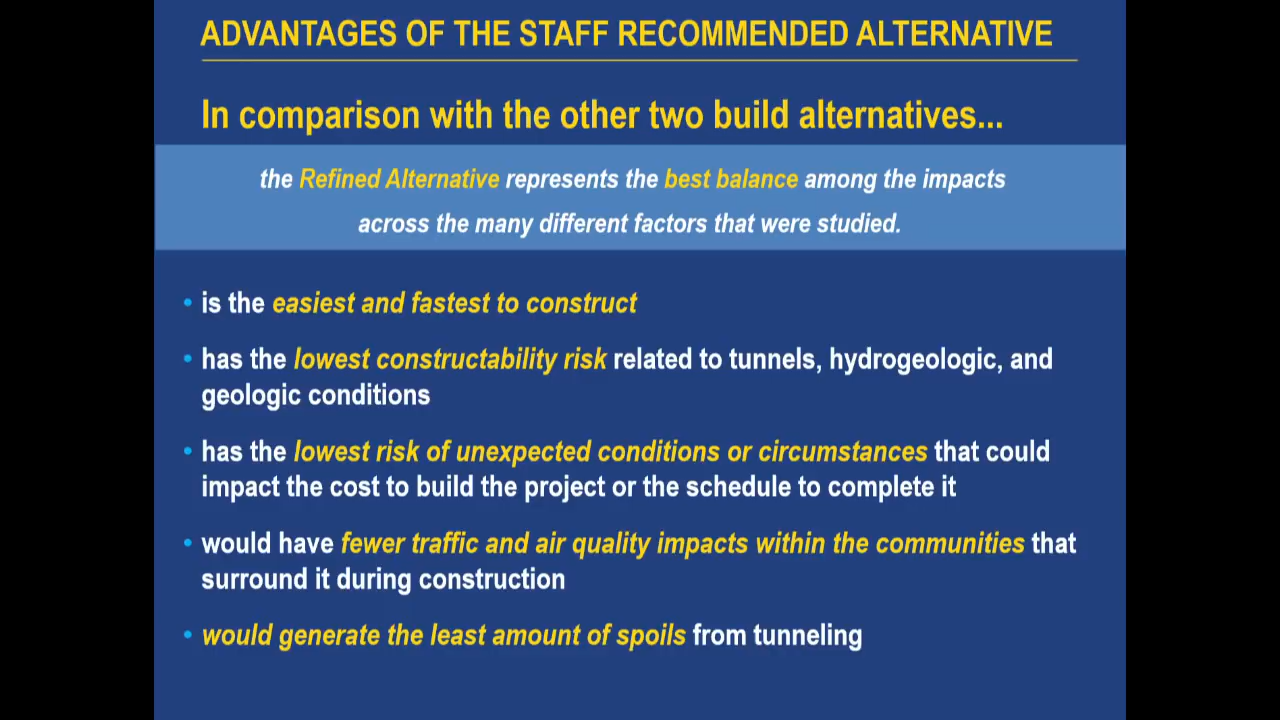 ADVANTAGES OF THE STAFF RECOMMENDED ALTERNATIVE
In comparison with the other two build alternatives...
the Refined Alternative represents the best balance among the impacts
across the many different factors that were studied.
• is the easiest and fastest to construct
• has the lowest constructability risk related to tunnels, hydrogeologic, and
geologic conditions
• has the lowest risk of unexpected conditions or circumstances that could
impact the cost to build the project or the schedule to complete it
• would have fewer traffic and air quality impacts within the communities that
surround it during construction
• would generate the least amount of spoils from tunneling